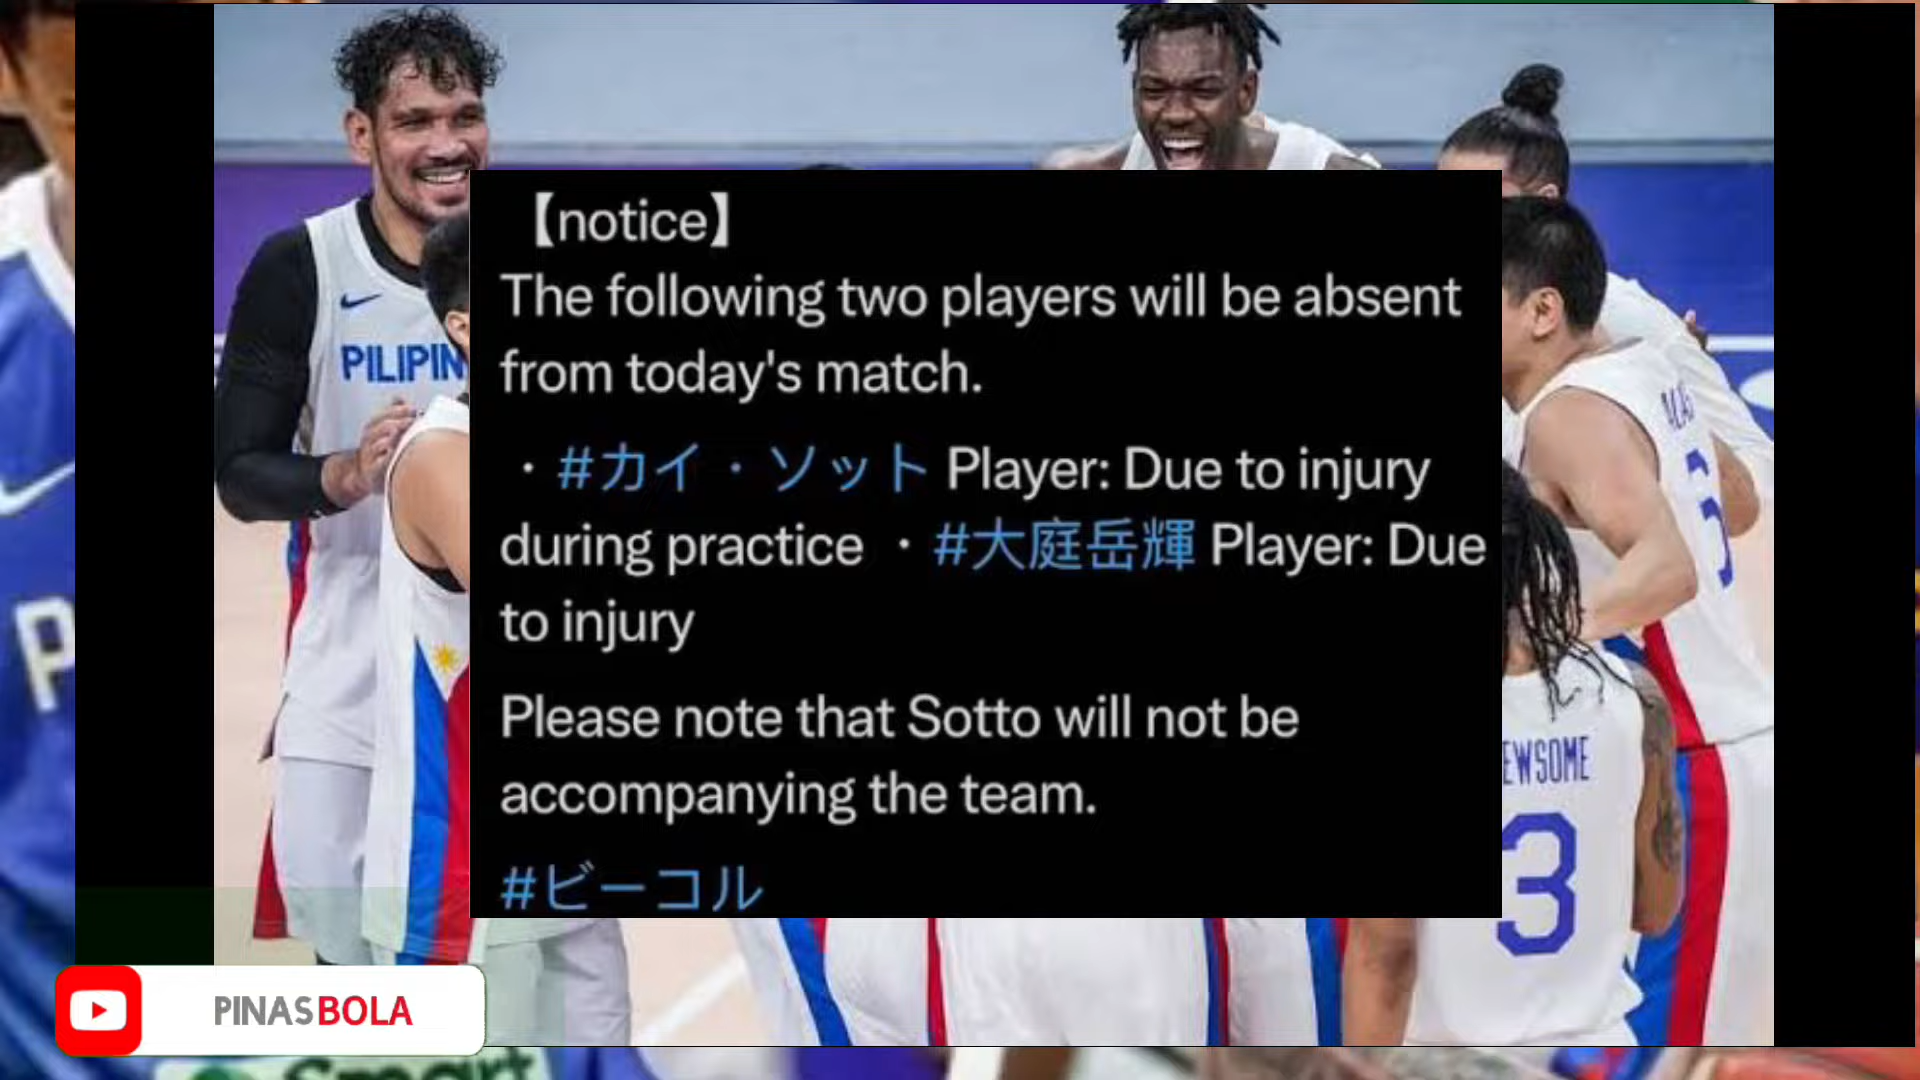 【notice】
The following two players will be absent
from today's match.
・#カイ・ソット Player: Due to injury
during practice ・#大庭岳輝 Player: Due
to injury
Please note that Sotto will not be
accompanying the team.
#ビーコル
PILIPIN
EWSOME
3
P
PINASBOLA
Smart